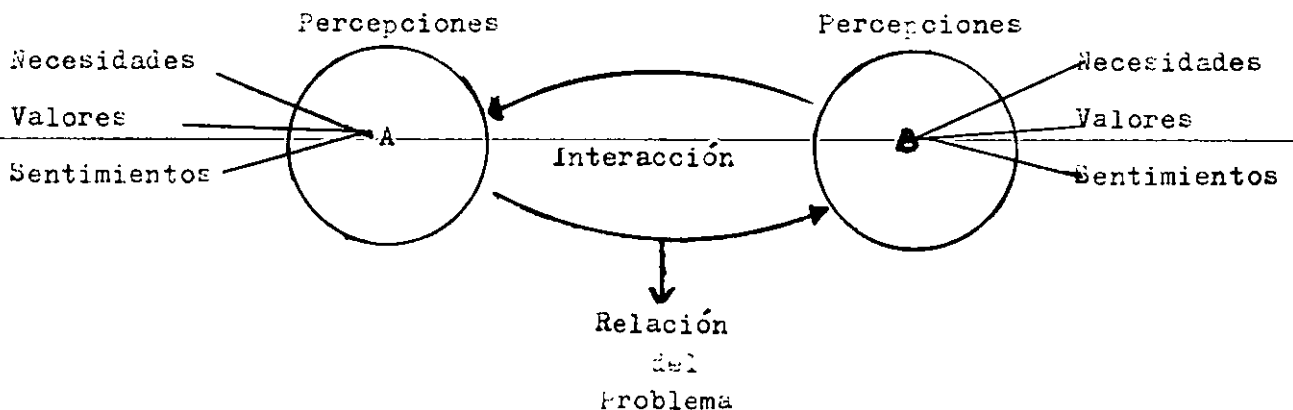 Percepciones
Percepciones
Necesidades
Valores
Sentimientos
A
Interacción
B
Necesidades
Valores
Sentimientos
Relación
del
Problema